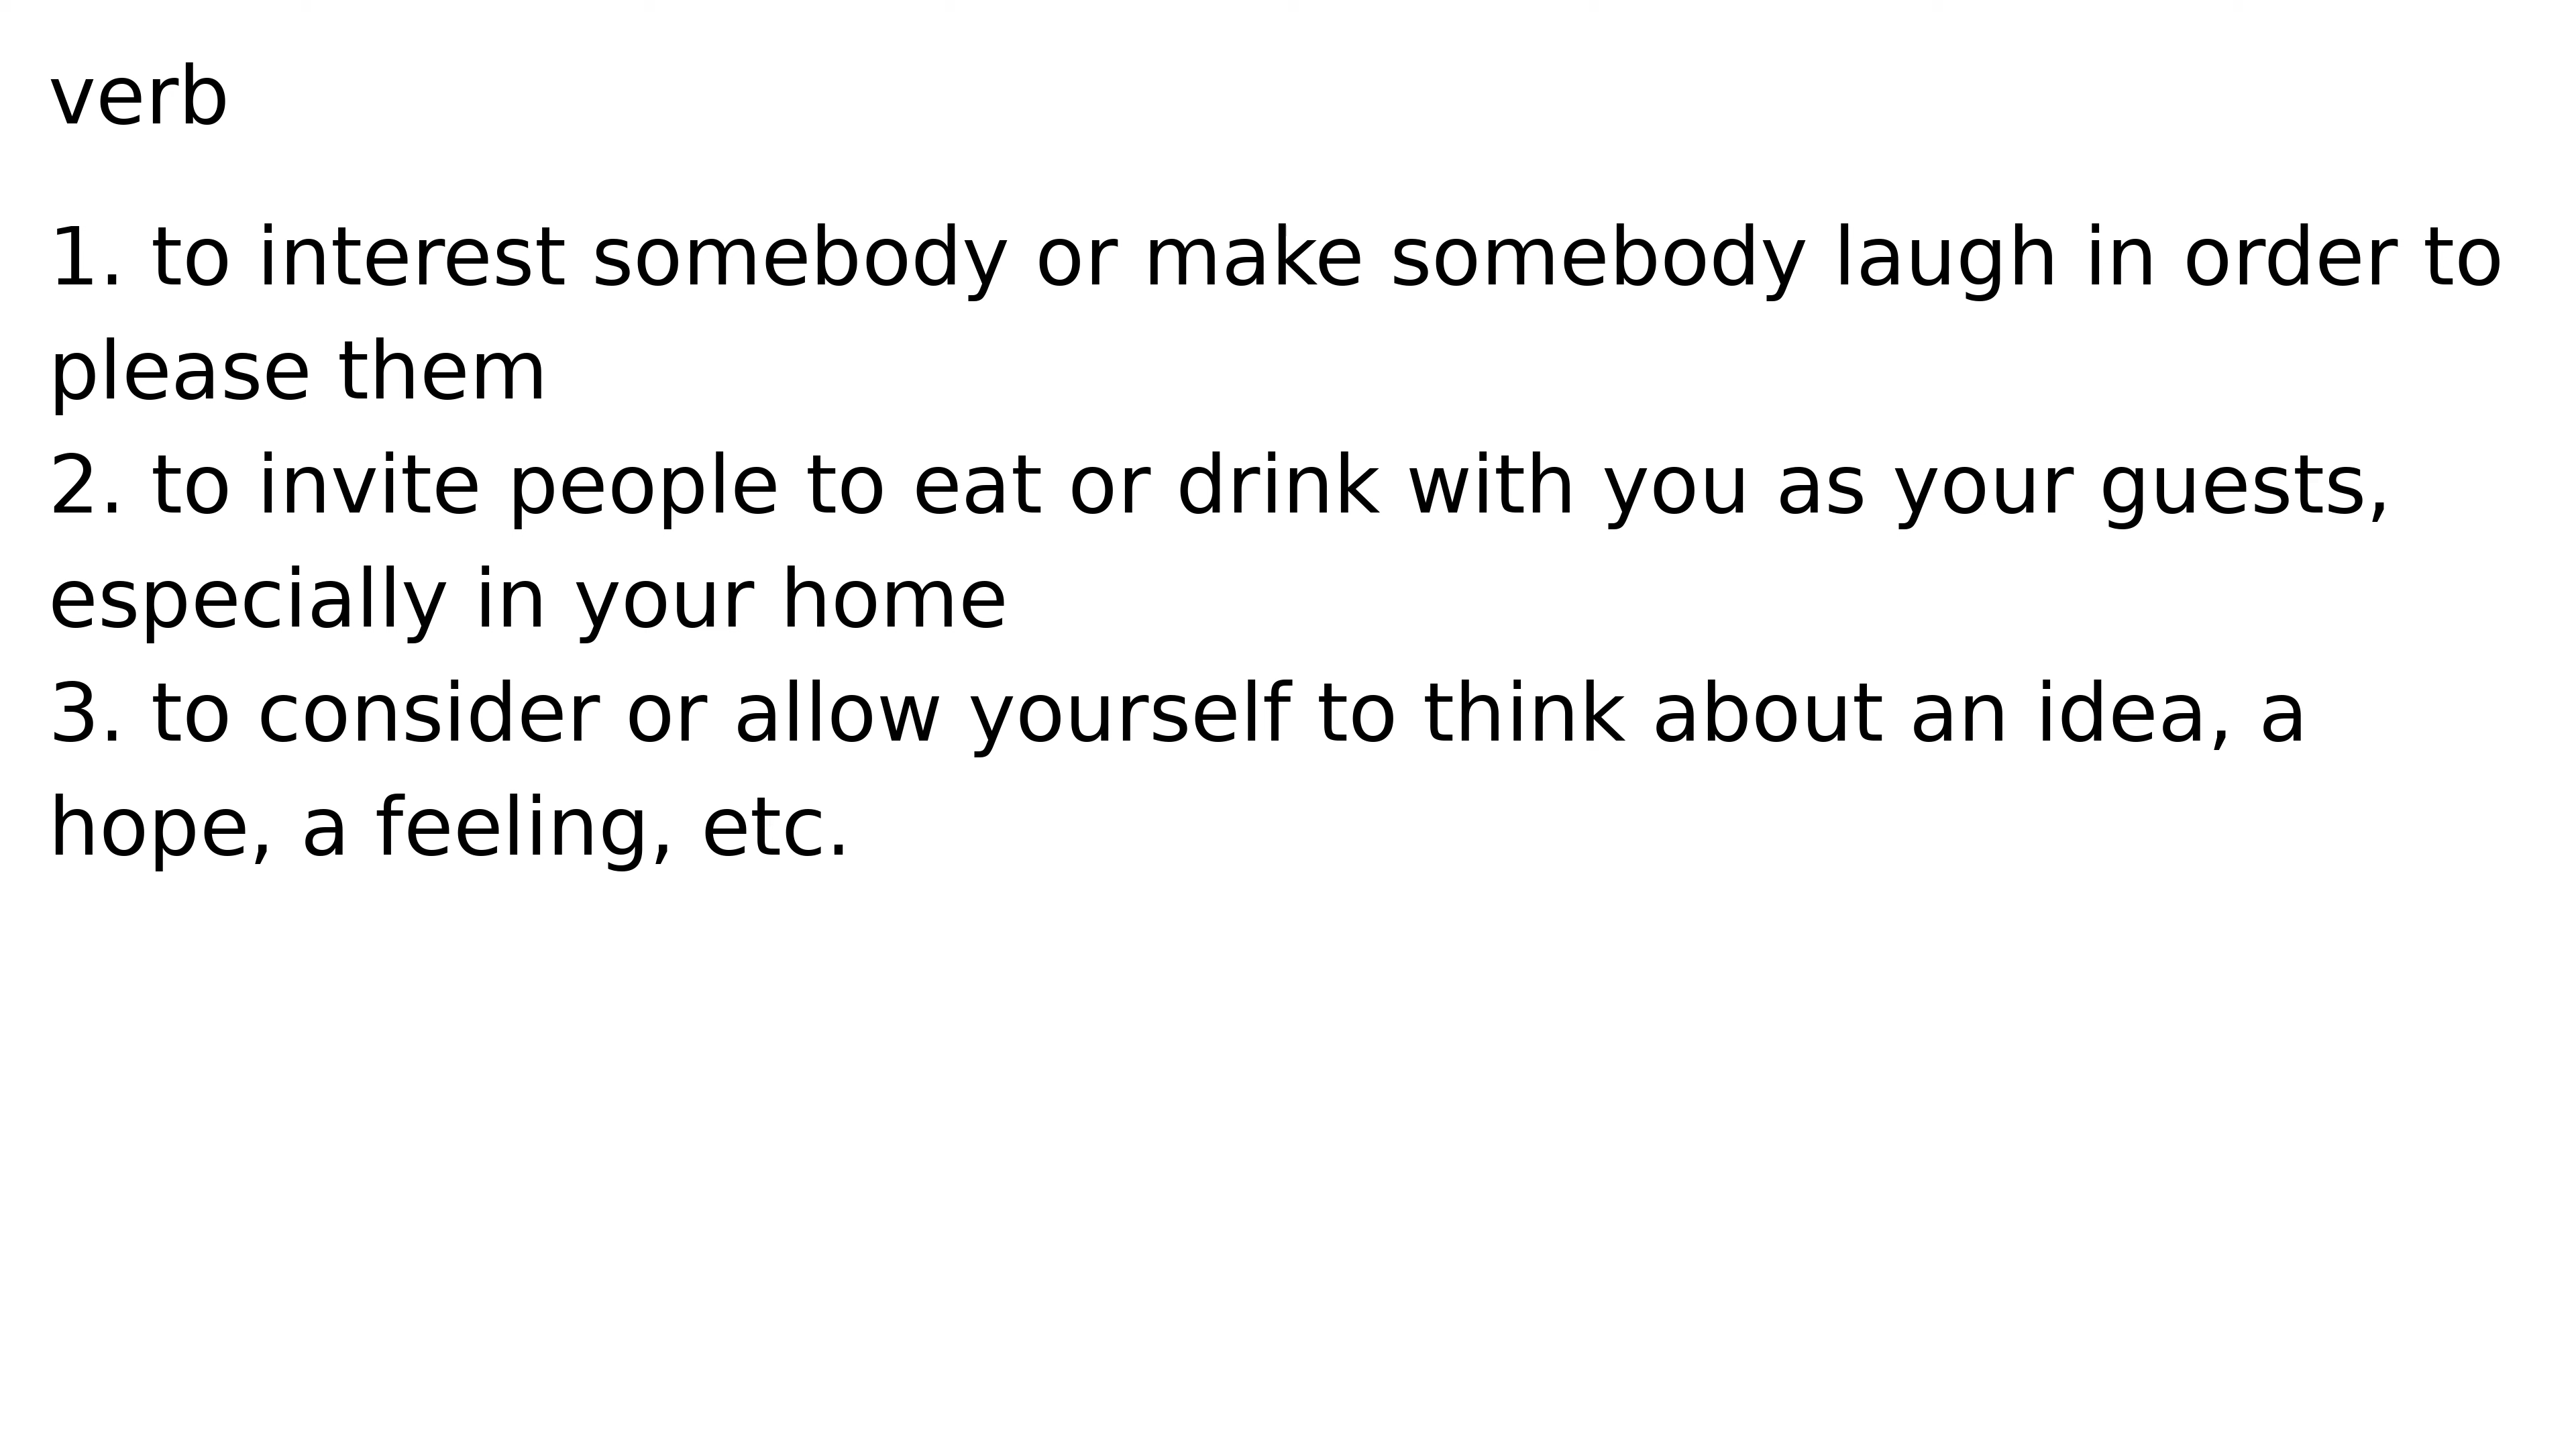 verb
1. to interest somebody or make somebody laugh in order to
please them
2. to invite people to eat or drink with you as your guests,
especially in your home
3. to consider or allow yourself to think about an idea, a
hope, a feeling, etc.